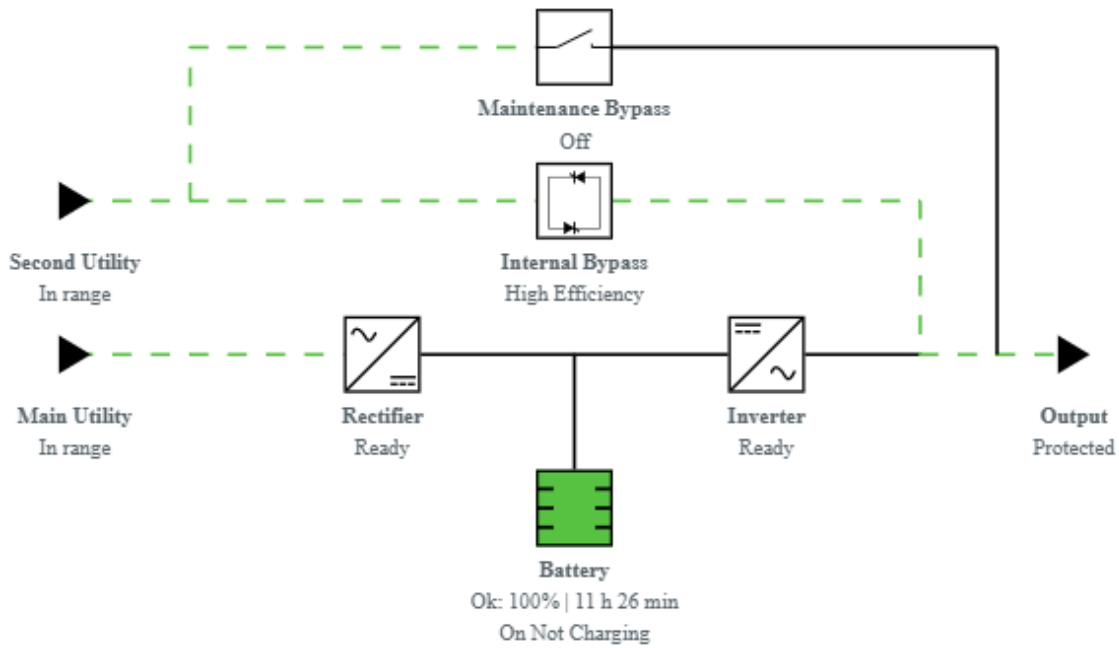 Maintenance Bypass
Off
Second Utility
In range
Internal Bypass
High Efficiency
Main Utility
In range
Rectifier
Ready
Inverter
Ready
Output
Protected
Battery
Ok: 100% | 11 h 26 min
On Not Charging